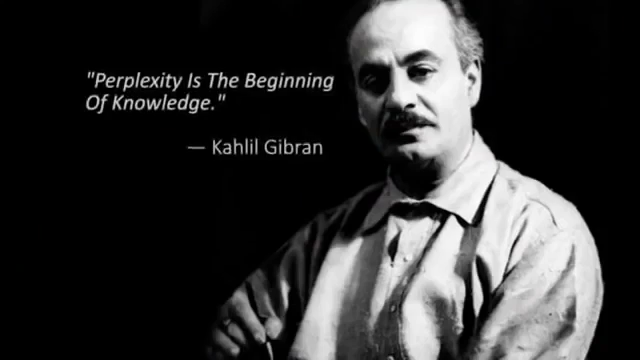 "Perplexity Is The Beginning
Of Knowledge."
— Kahlil Gibran